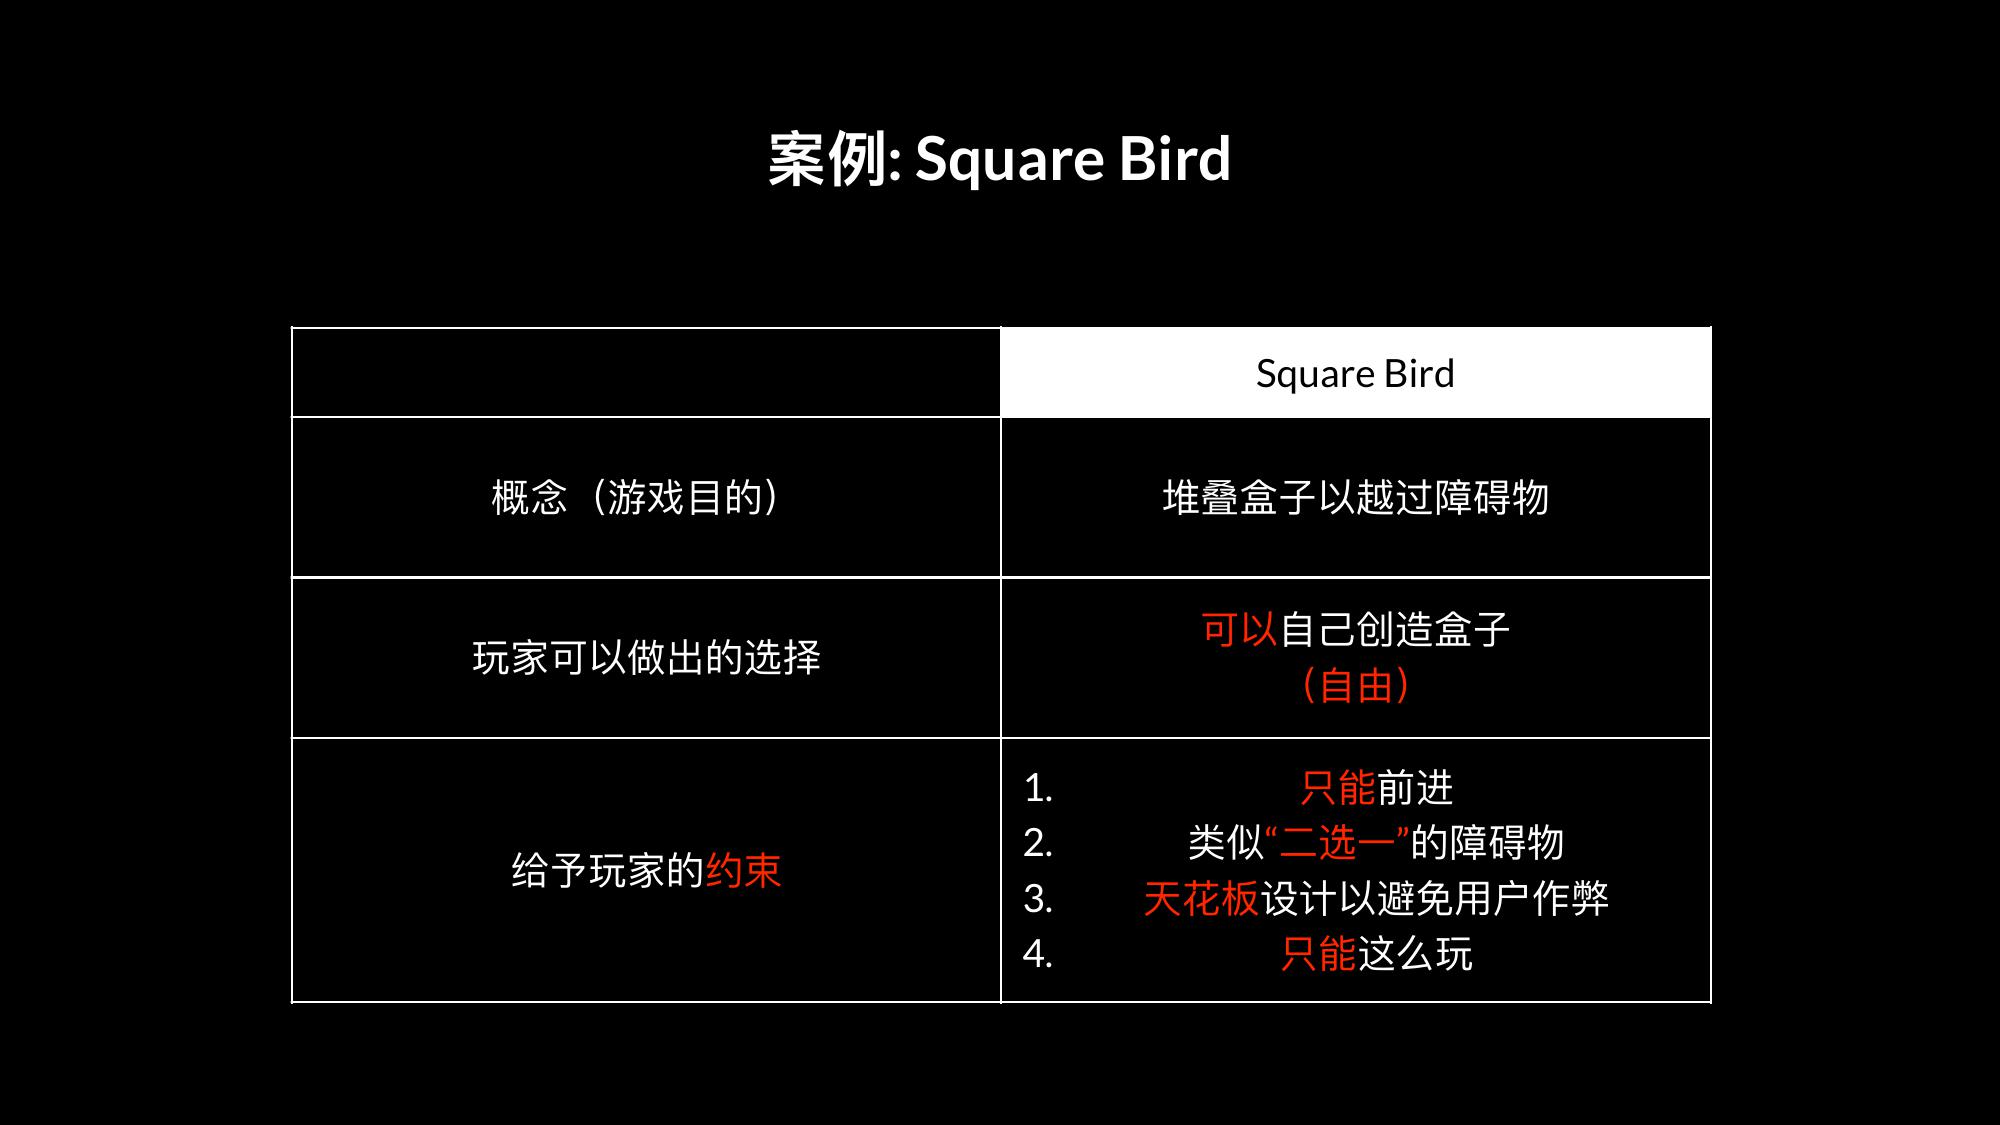 案例: Square Bird
Square Bird
概念（游戏目的）
堆叠盒子以越过障碍物
玩家可以做出的选择
可以自己创造盒子
（自由）
给予玩家的约束
1. 只能前进
2. 类似“二选一”的障碍物
3. 天花板设计以避免用户作弊
4. 只能这么玩